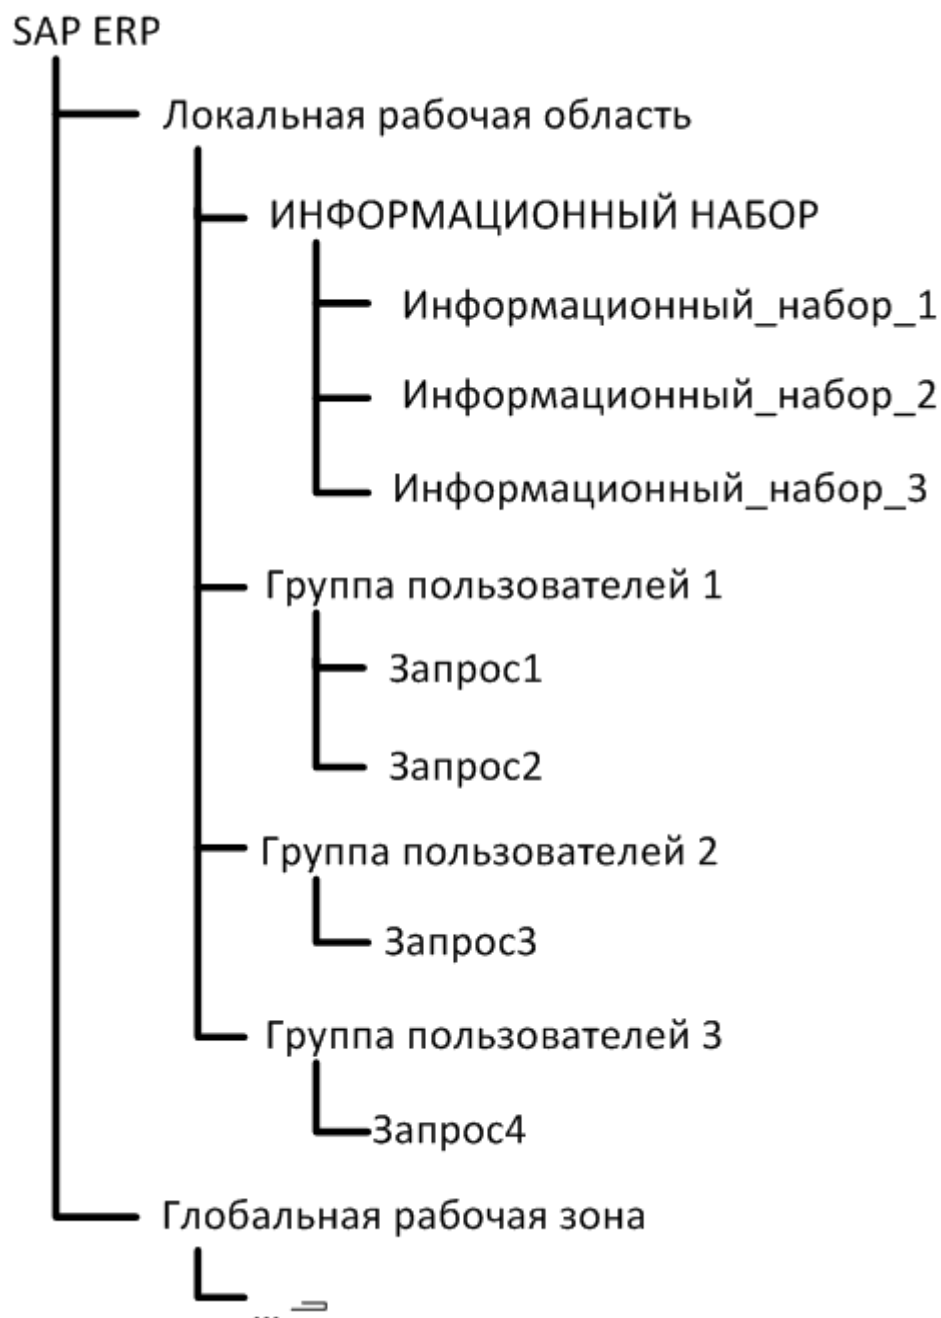 SAP ERP
Локальная рабочая область
ИНФОРМАЦИОННЫЙ НАБОР
Информационный_набор_1
Информационный_набор_2
Информационный_набор_3
Группа пользователей 1
Запрос1
Запрос2
Группа пользователей 2
Запрос3
Группа пользователей 3
Запрос4
Глобальная рабочая зона
...